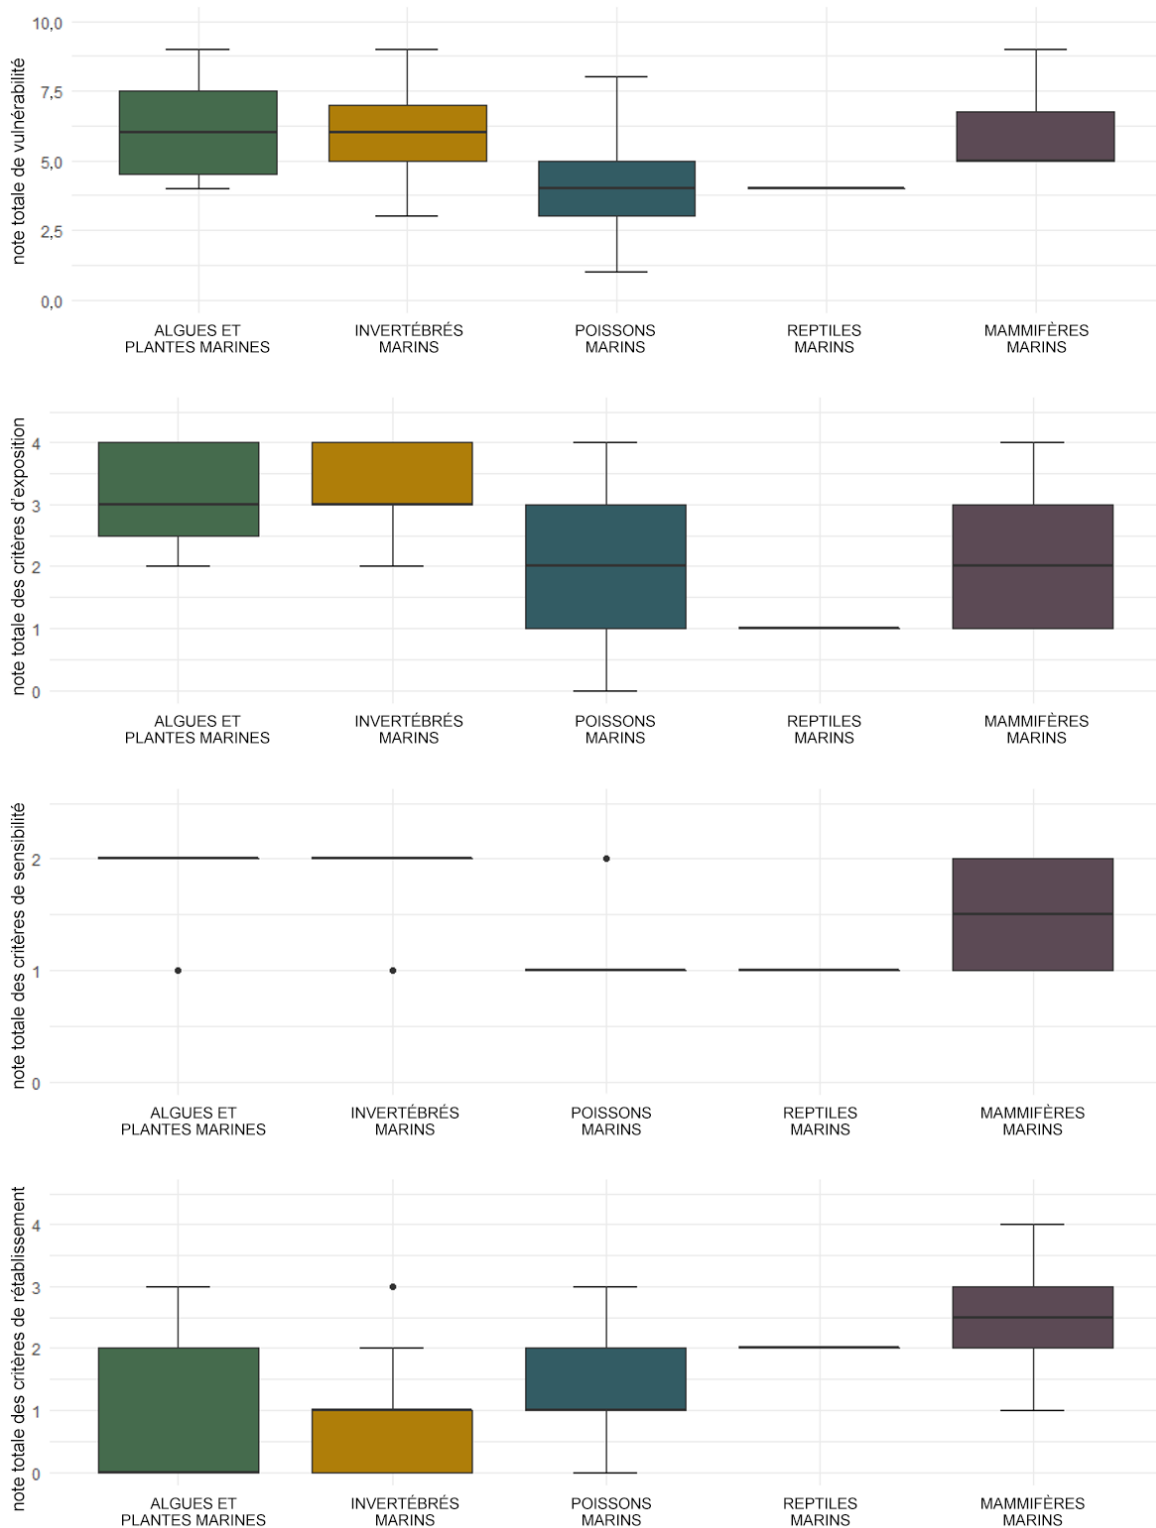 note totale de vulnérabilité
10,0
7,5
5,0
2,5
0,0
ALGUES ET
PLANTES MARINES
INVERTÉBRÉS
MARINS
POISSONS
MARINS
REPTILES
MARINS
MAMMIFÈRES
MARINS
note totale des critères d'exposition
4
3
2
1
0
ALGUES ET
PLANTES MARINES
INVERTÉBRÉS
MARINS
POISSONS
MARINS
REPTILES
MARINS
MAMMIFÈRES
MARINS
note totale des critères de sensibilité
2
1
0
ALGUES ET
PLANTES MARINES
INVERTÉBRÉS
MARINS
POISSONS
MARINS
REPTILES
MARINS
MAMMIFÈRES
MARINS
note totale des critères de rétablissement
4
3
2
1
0
ALGUES ET
PLANTES MARINES
INVERTÉBRÉS
MARINS
POISSONS
MARINS
REPTILES
MARINS
MAMMIFÈRES
MARINS